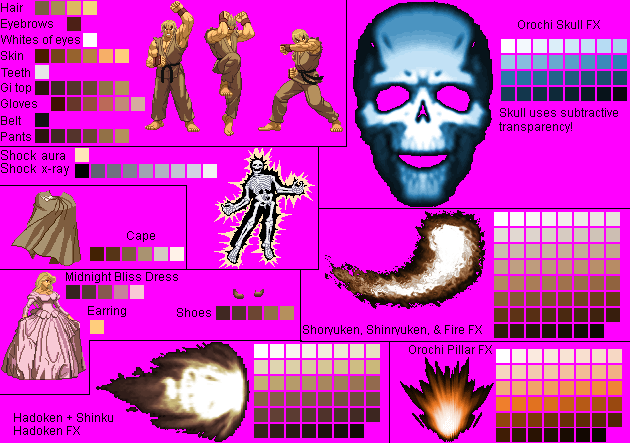 Hair
Eyebrows
Whites of eyes
Skin
Teeth
Gi top
Gloves
Belt
Pants
Shock aura
Shock x-ray
Cape
Midnight Bliss Dress
Earring
Shoes
Orochi Skull FX
Skull uses subtractive
transparency!
Shoryuken, Shinryuken, & Fire FX
Orochi Pillar FX
Hadoken + Shinku
Hadoken FX